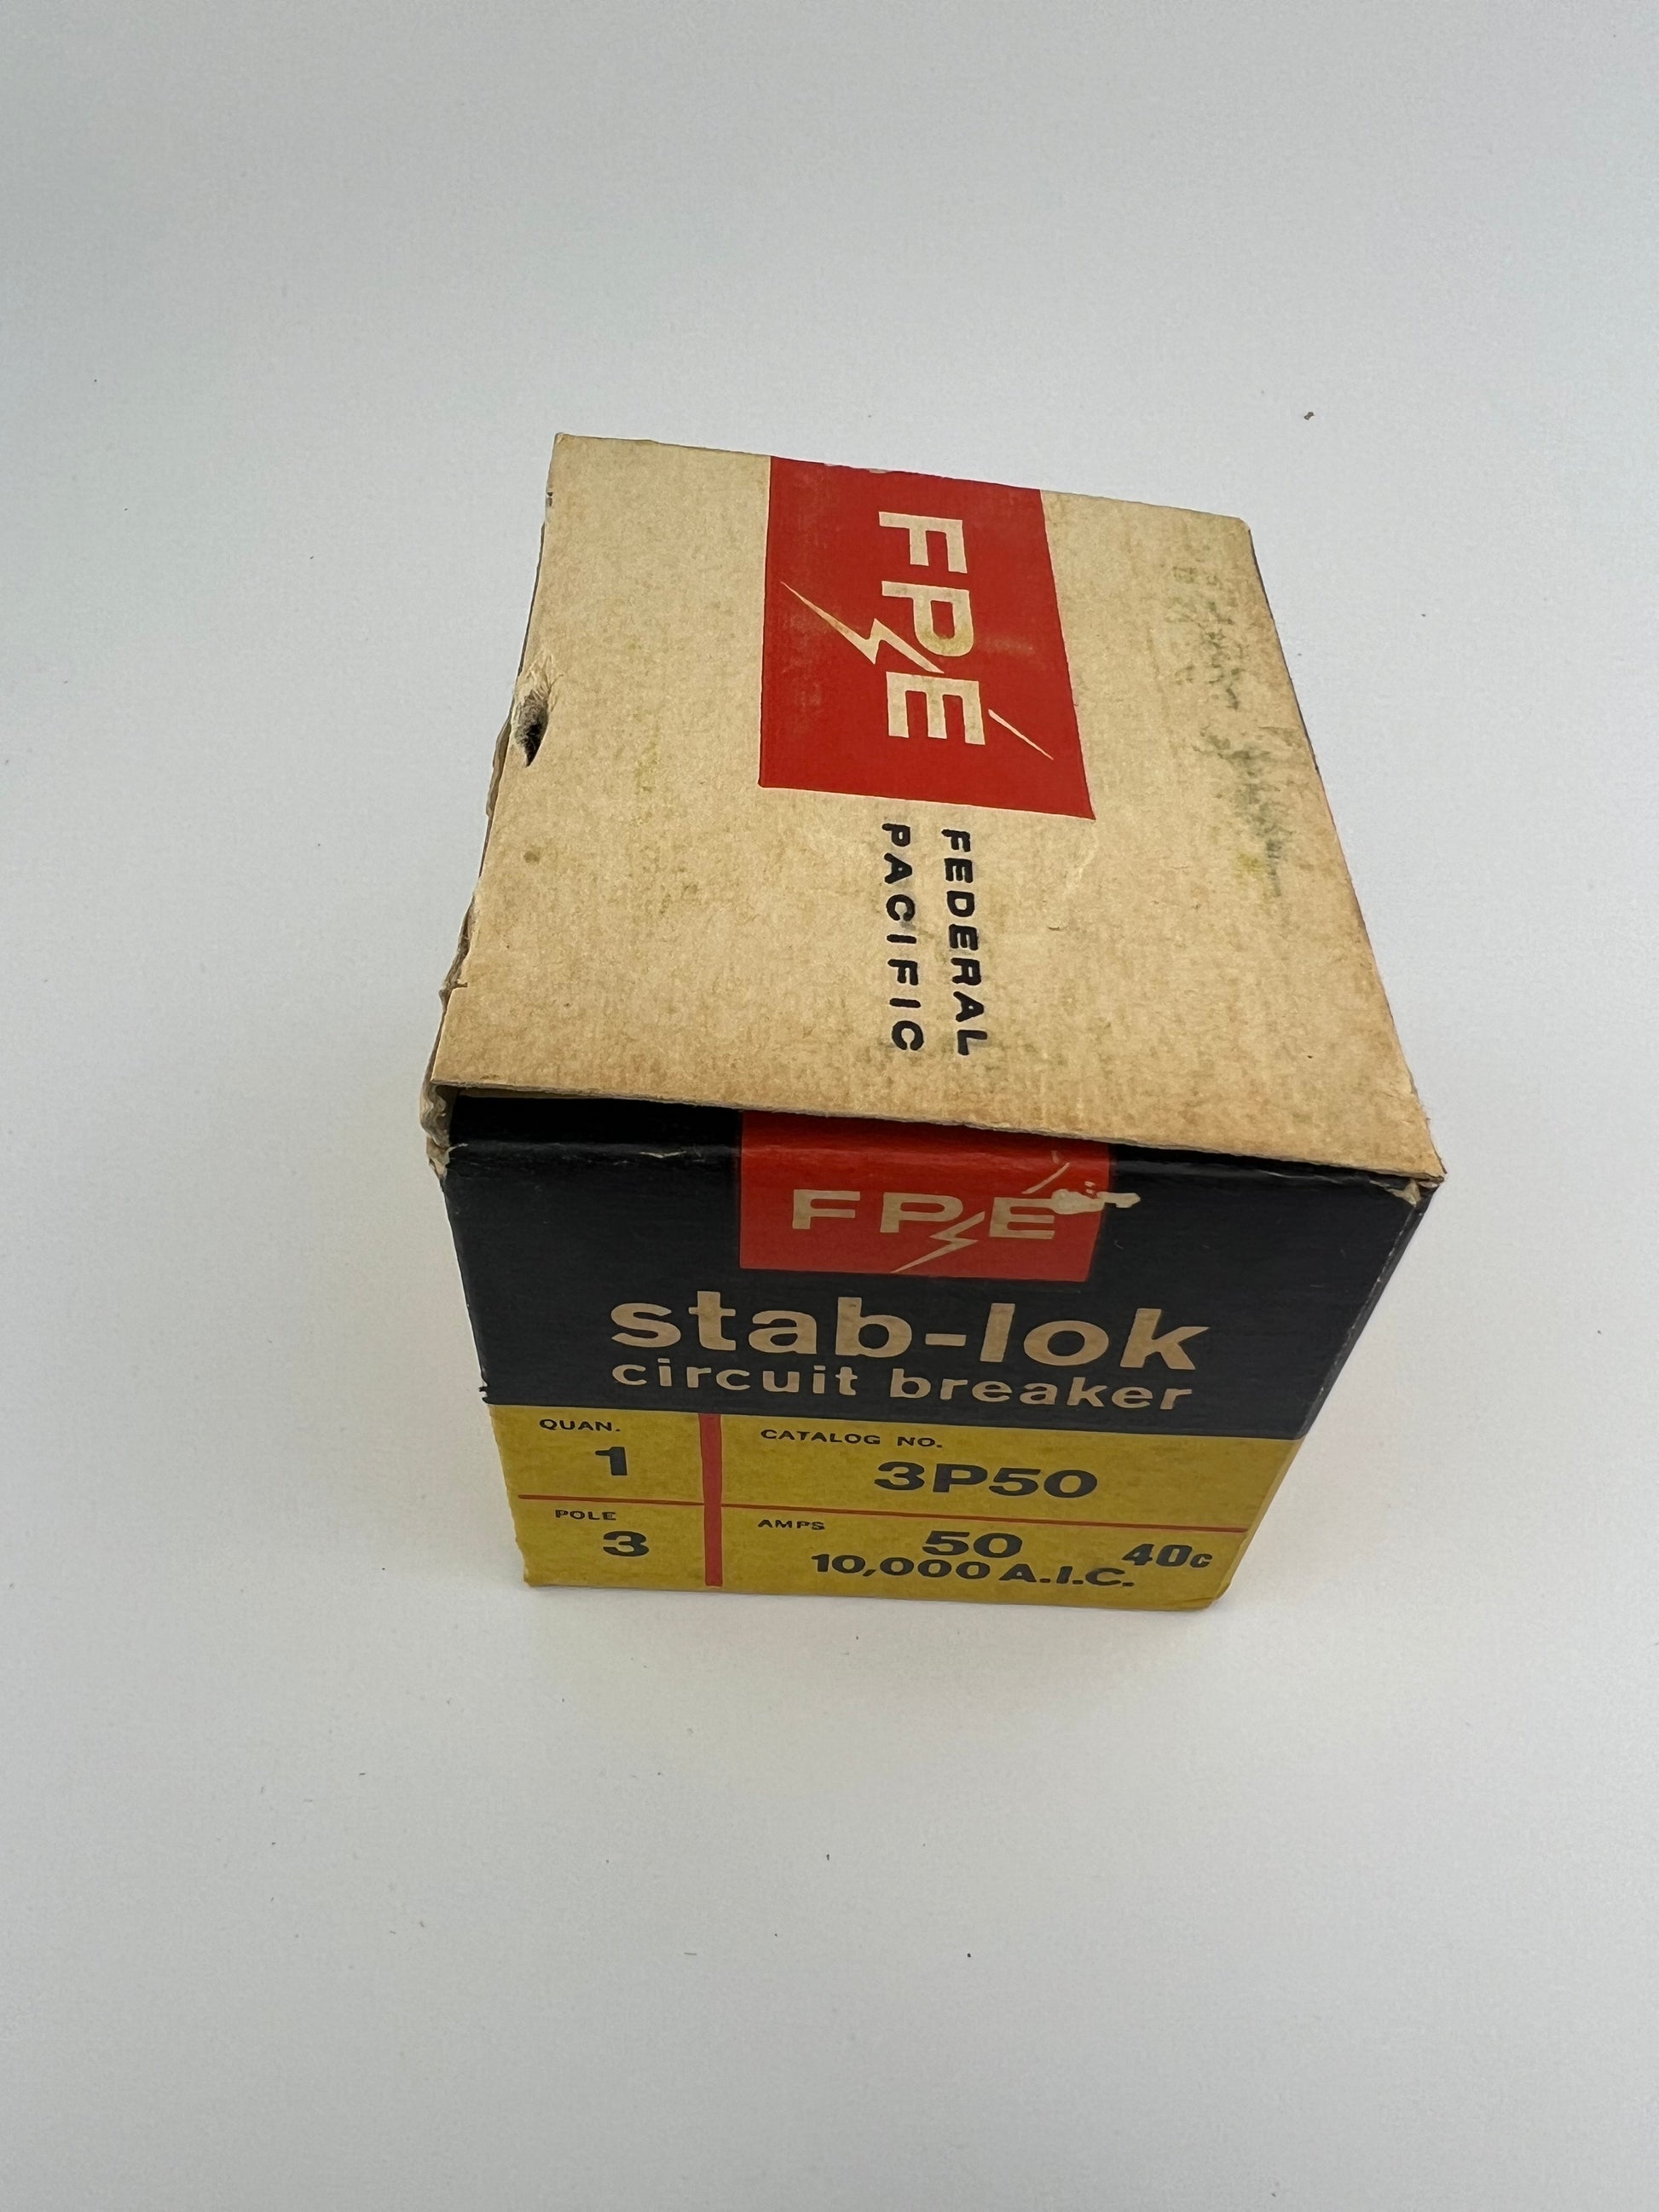 FPE
FEDERAL
PACIFIC
FPE
stab-lok
circuit breaker
QUAN.
1
CATALOG NO.
3P50
POLE
3
AMPS
50
40c
10,000 A.I.C.